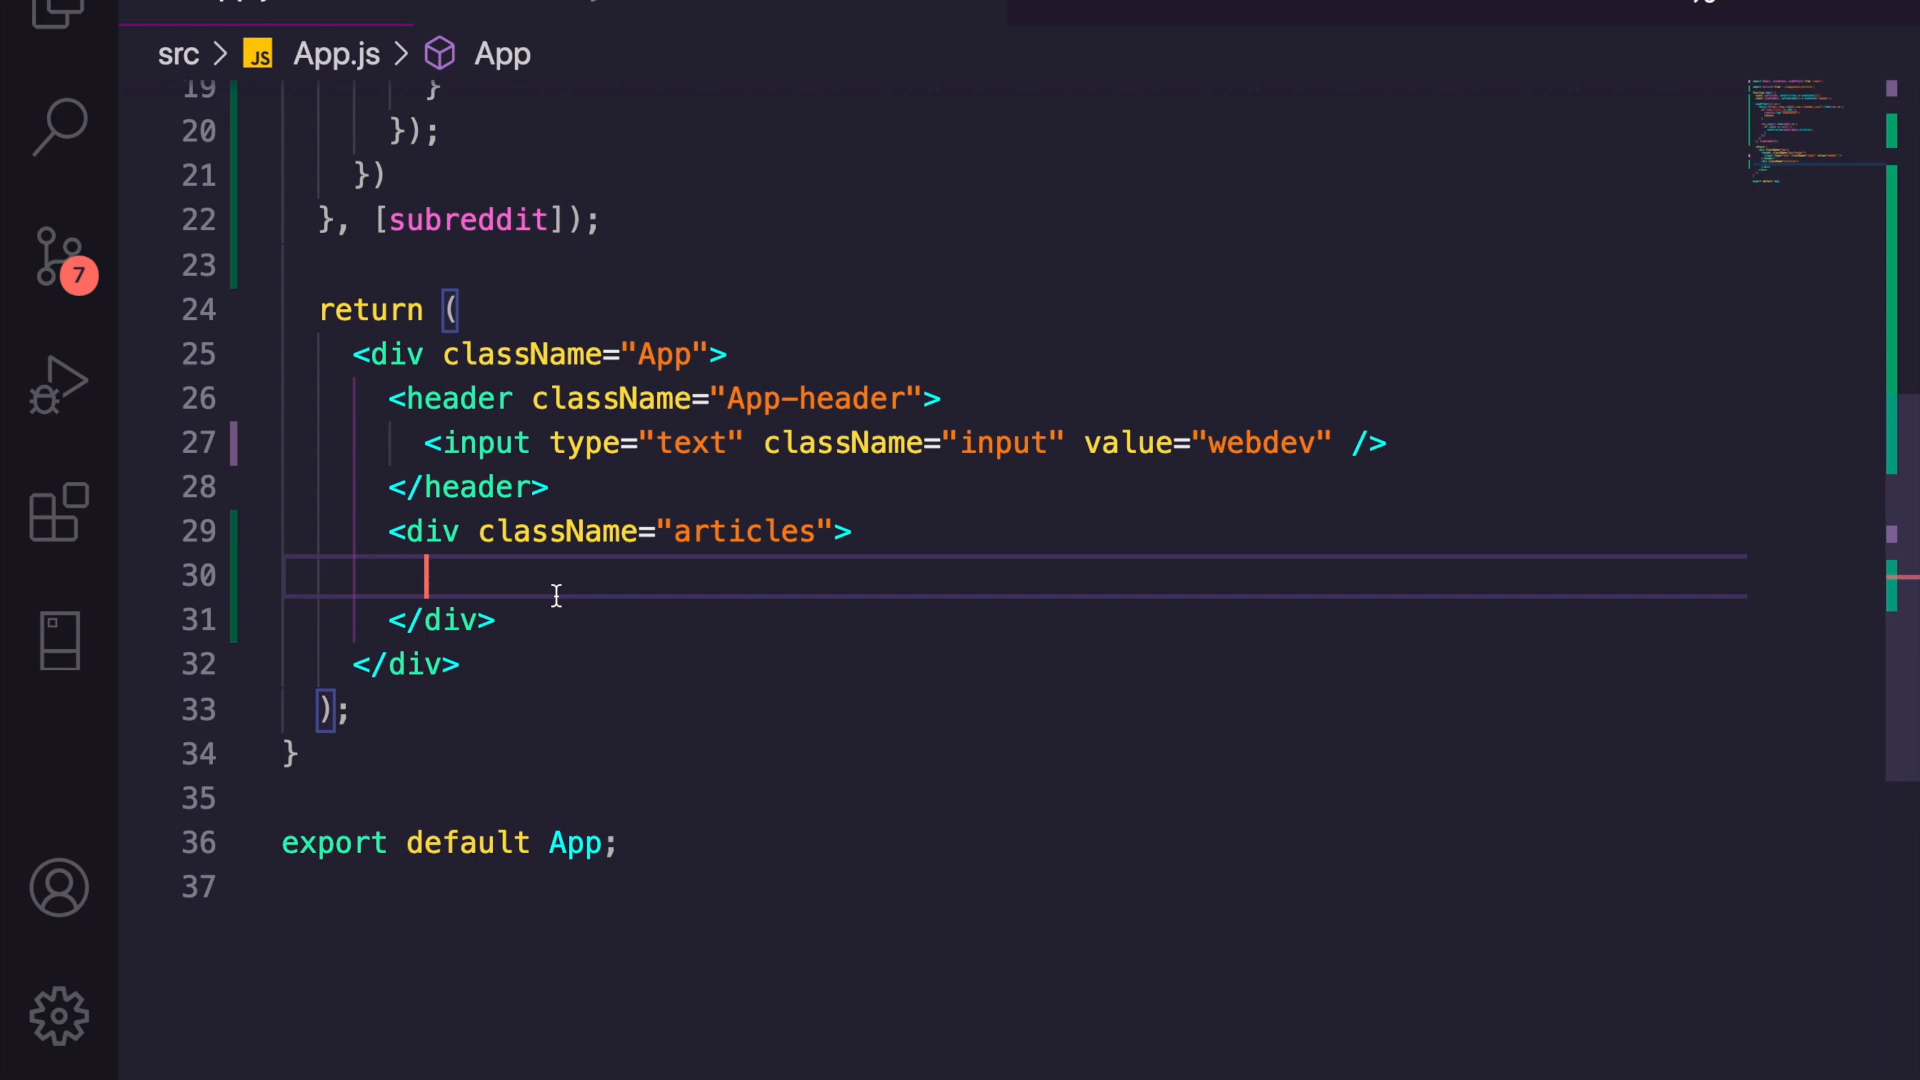 src > JS App.js > App
19 }
20 });
21 })
22 }, [subreddit]);
23
24 return (
25 <div className="App">
26 <header className="App-header">
27 <input type="text" className="input" value="webdev" />
28 </header>
29 <div className="articles">
30
31 </div>
32 </div>
33 );
34 }
35
36 export default App;
37
7